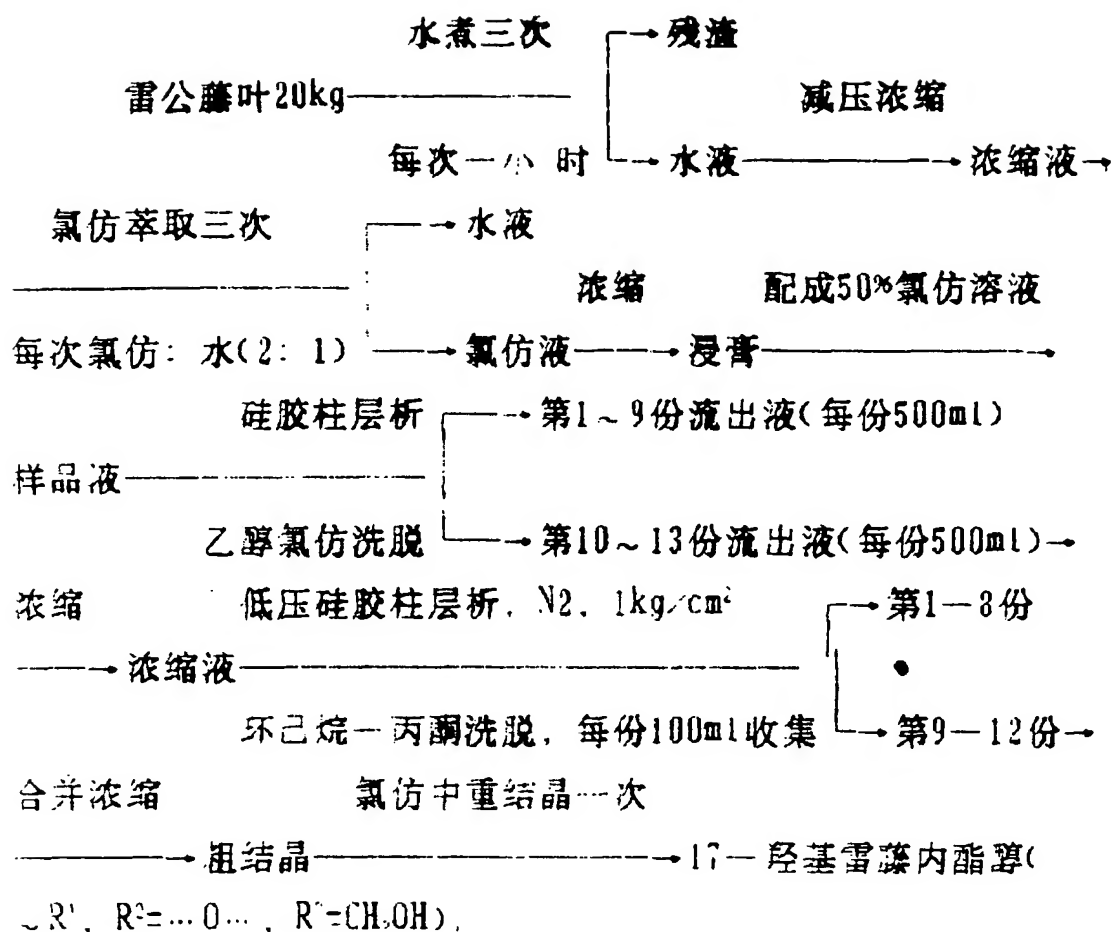 水煮三次 → 残渣
雷公藤叶20kg 减压浓缩
每次一小时 → 水液 → 浓缩液→
氯仿萃取三次 → 水液
浓缩 配成50%氯仿溶液
每次氯仿: 水(2: 1) → 氯仿液 → 浸膏 →
硅胶柱层析 → 第1~9份流出液(每份500ml)
样品液
乙醇氯仿洗脱 → 第10~13份流出液(每份500ml)→
浓缩 低压硅胶柱层析, N2, 1kg/cm² → 第1—8份
→ 浓缩液
环己烷—丙酮洗脱, 每份100ml收集 → 第9—12份→
合并浓缩 氯仿中重结晶一次
→ 粗结晶 → 17—羟基雷藤内酯醇(
R¹, R²=…O…, =CH₂OH),